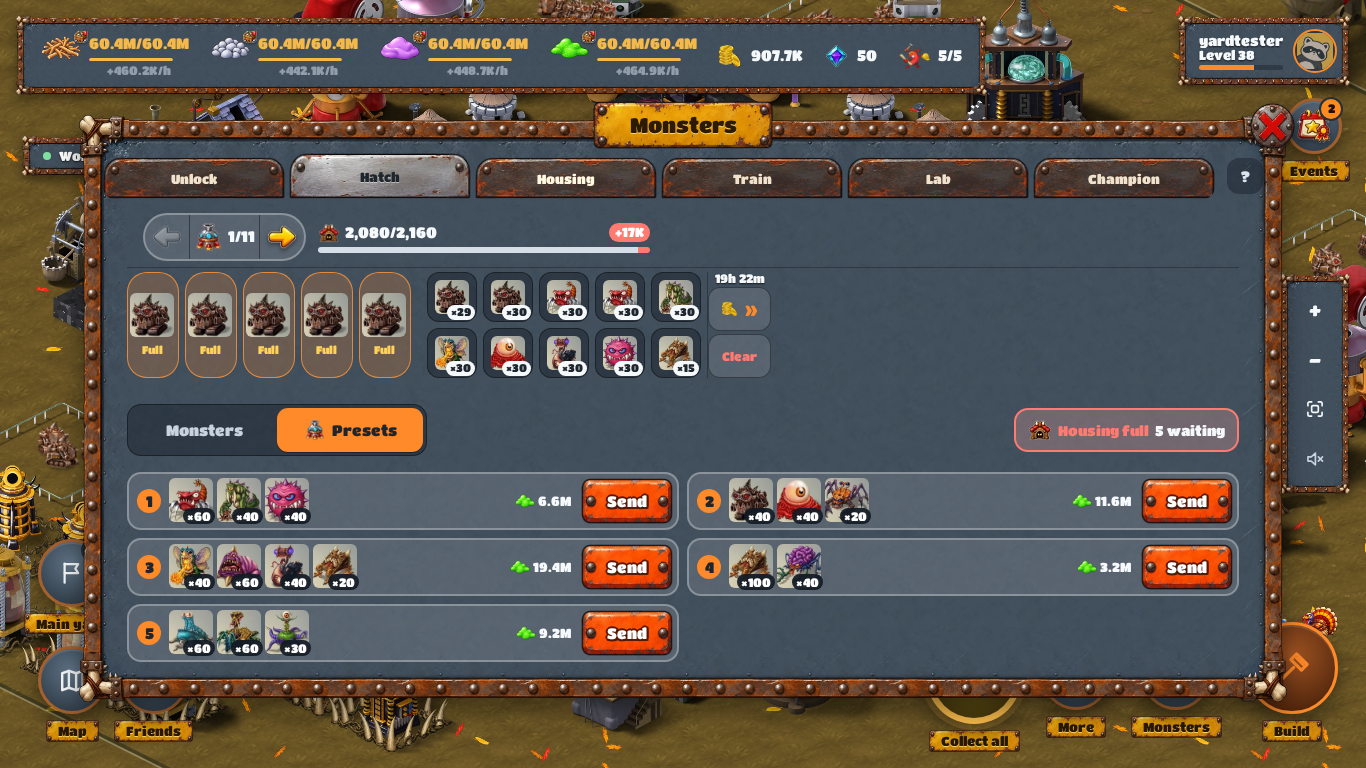 60.4M/60.4M 60.4M/60.4M 60.4M/60.4M 60.4M/60.4M 907.7K 50 5/5
+460.2K/h +442.1K/h +448.7K/h +464.9K/h
yardtester
Level 38
2
Events
Monsters
Wo
Unlock Hatch Housing Train Lab Champion ?
1/11 2,080/2,160 +17K
Full Full Full Full Full
×29 ×30 ×30 ×30 ×30
19h 22m
×30 ×30 ×30 ×30 ×15
Clear
Monsters Presets
Housing full 5 waiting
1 ×60 ×40 ×40 6.6M Send
2 ×40 ×40 ×20 11.6M Send
3 ×40 ×60 ×40 ×20 19.4M Send
4 ×100 ×40 3.2M Send
5 ×60 ×60 ×30 9.2M Send
Main y
Map Friends Collect all More Monsters Build